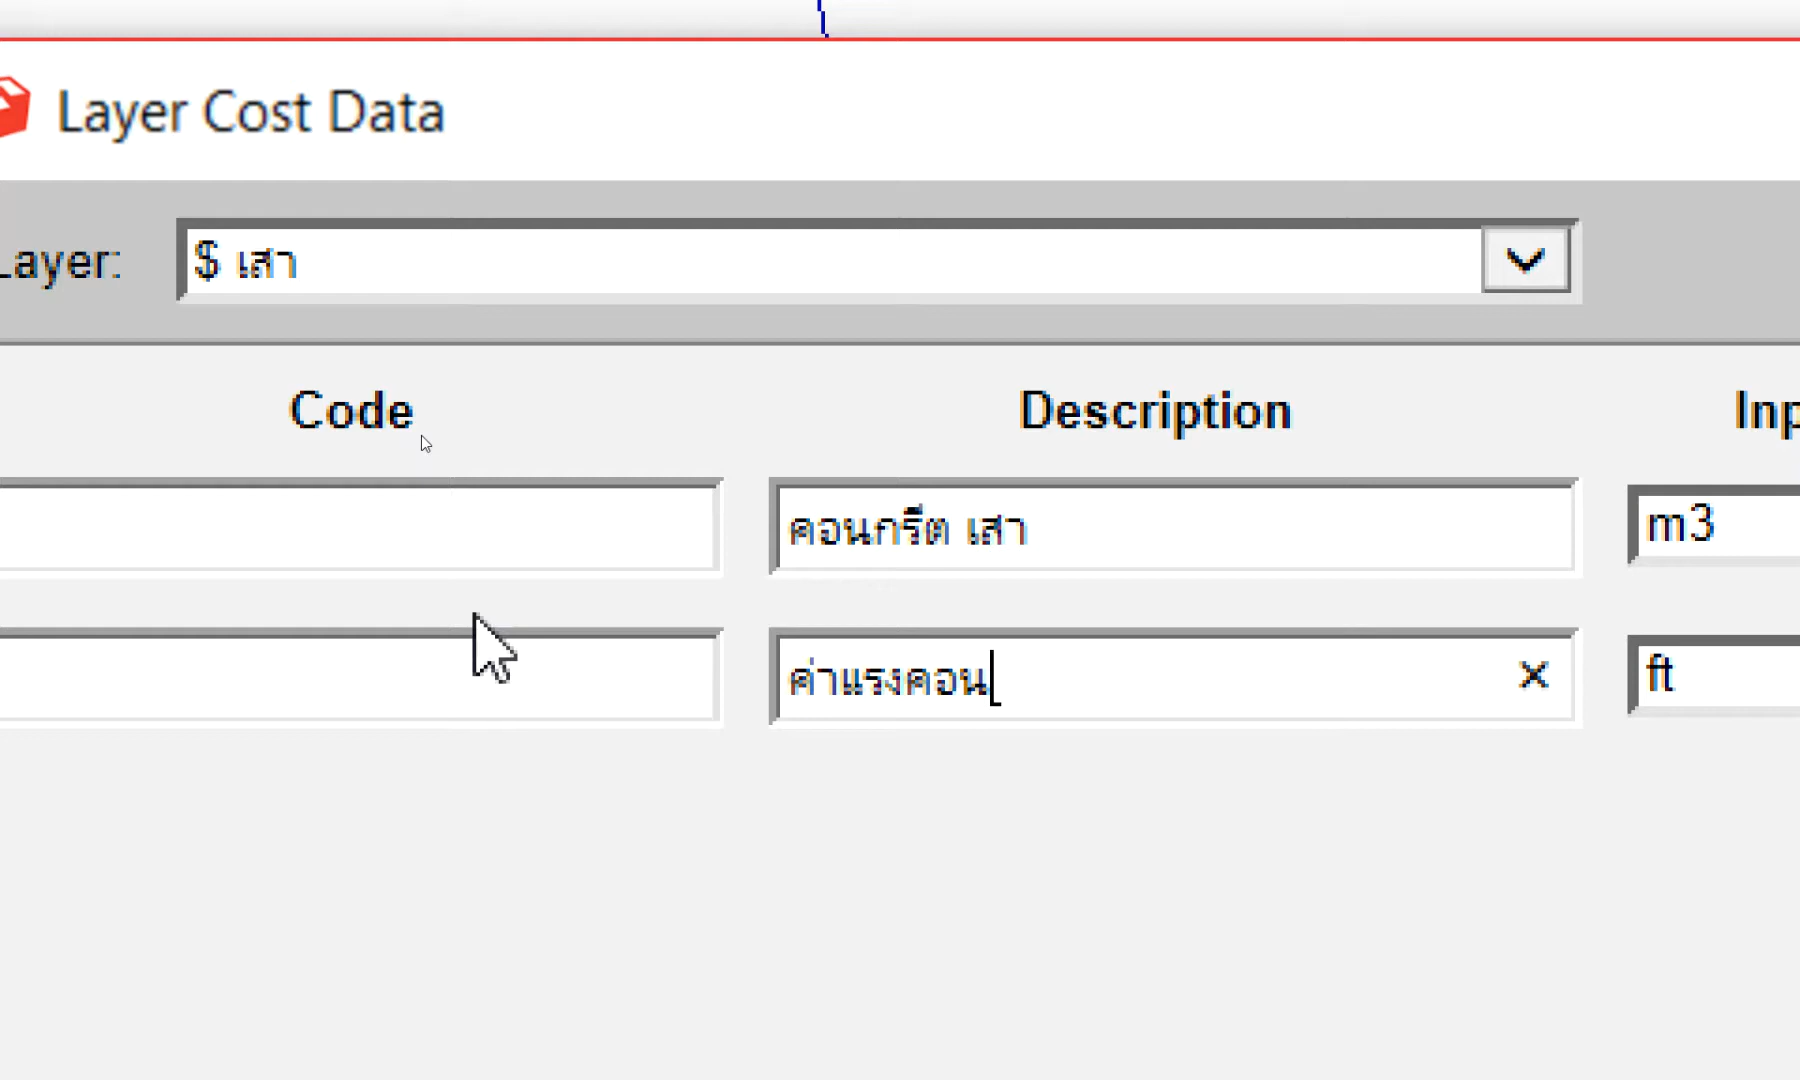 Layer Cost Data
Layer: $ เสา
Code Description Inp
คอนกรีต เสา m3
ค่าแรงคอน ft